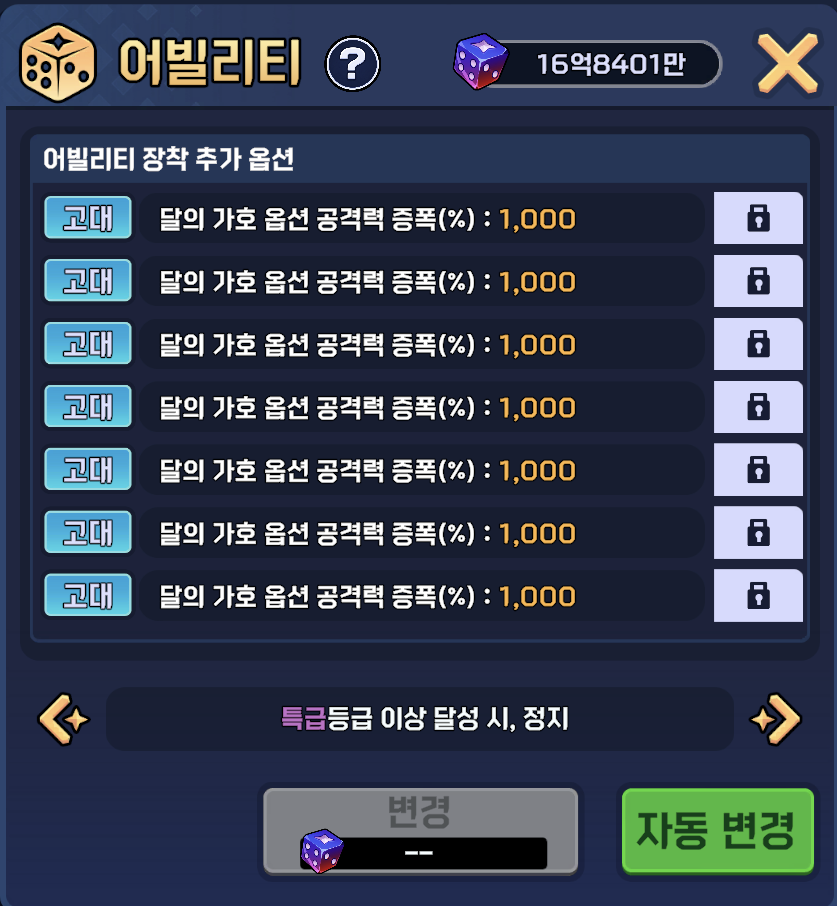 어빌리티 ? 16억8401만
어빌리티 장착 추가 옵션
고대 달의 가호 옵션 공격력 증폭(%) : 1,000
고대 달의 가호 옵션 공격력 증폭(%) : 1,000
고대 달의 가호 옵션 공격력 증폭(%) : 1,000
고대 달의 가호 옵션 공격력 증폭(%) : 1,000
고대 달의 가호 옵션 공격력 증폭(%) : 1,000
고대 달의 가호 옵션 공격력 증폭(%) : 1,000
고대 달의 가호 옵션 공격력 증폭(%) : 1,000
특급등급 이상 달성 시, 정지
변경
--
자동 변경